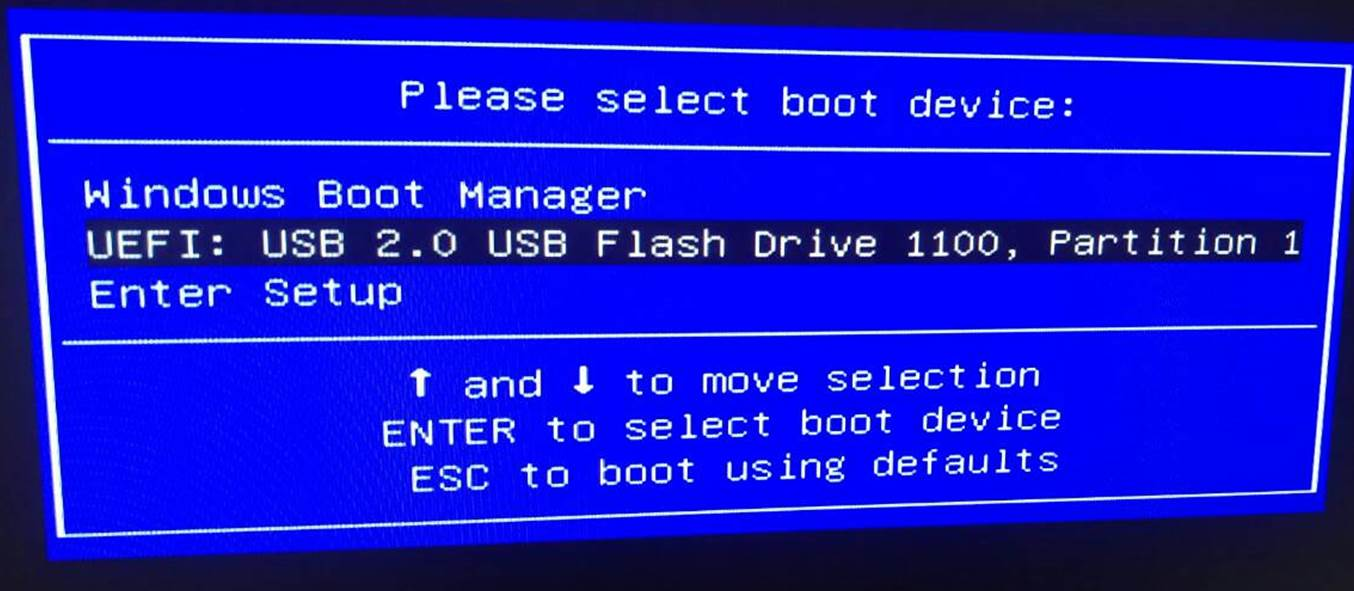 Please select boot device:
Windows Boot Manager
UEFI: USB 2.0 USB Flash Drive 1100, Partition 1
Enter Setup
↑ and ↓ to move selection
ENTER to select boot device
ESC to boot using defaults